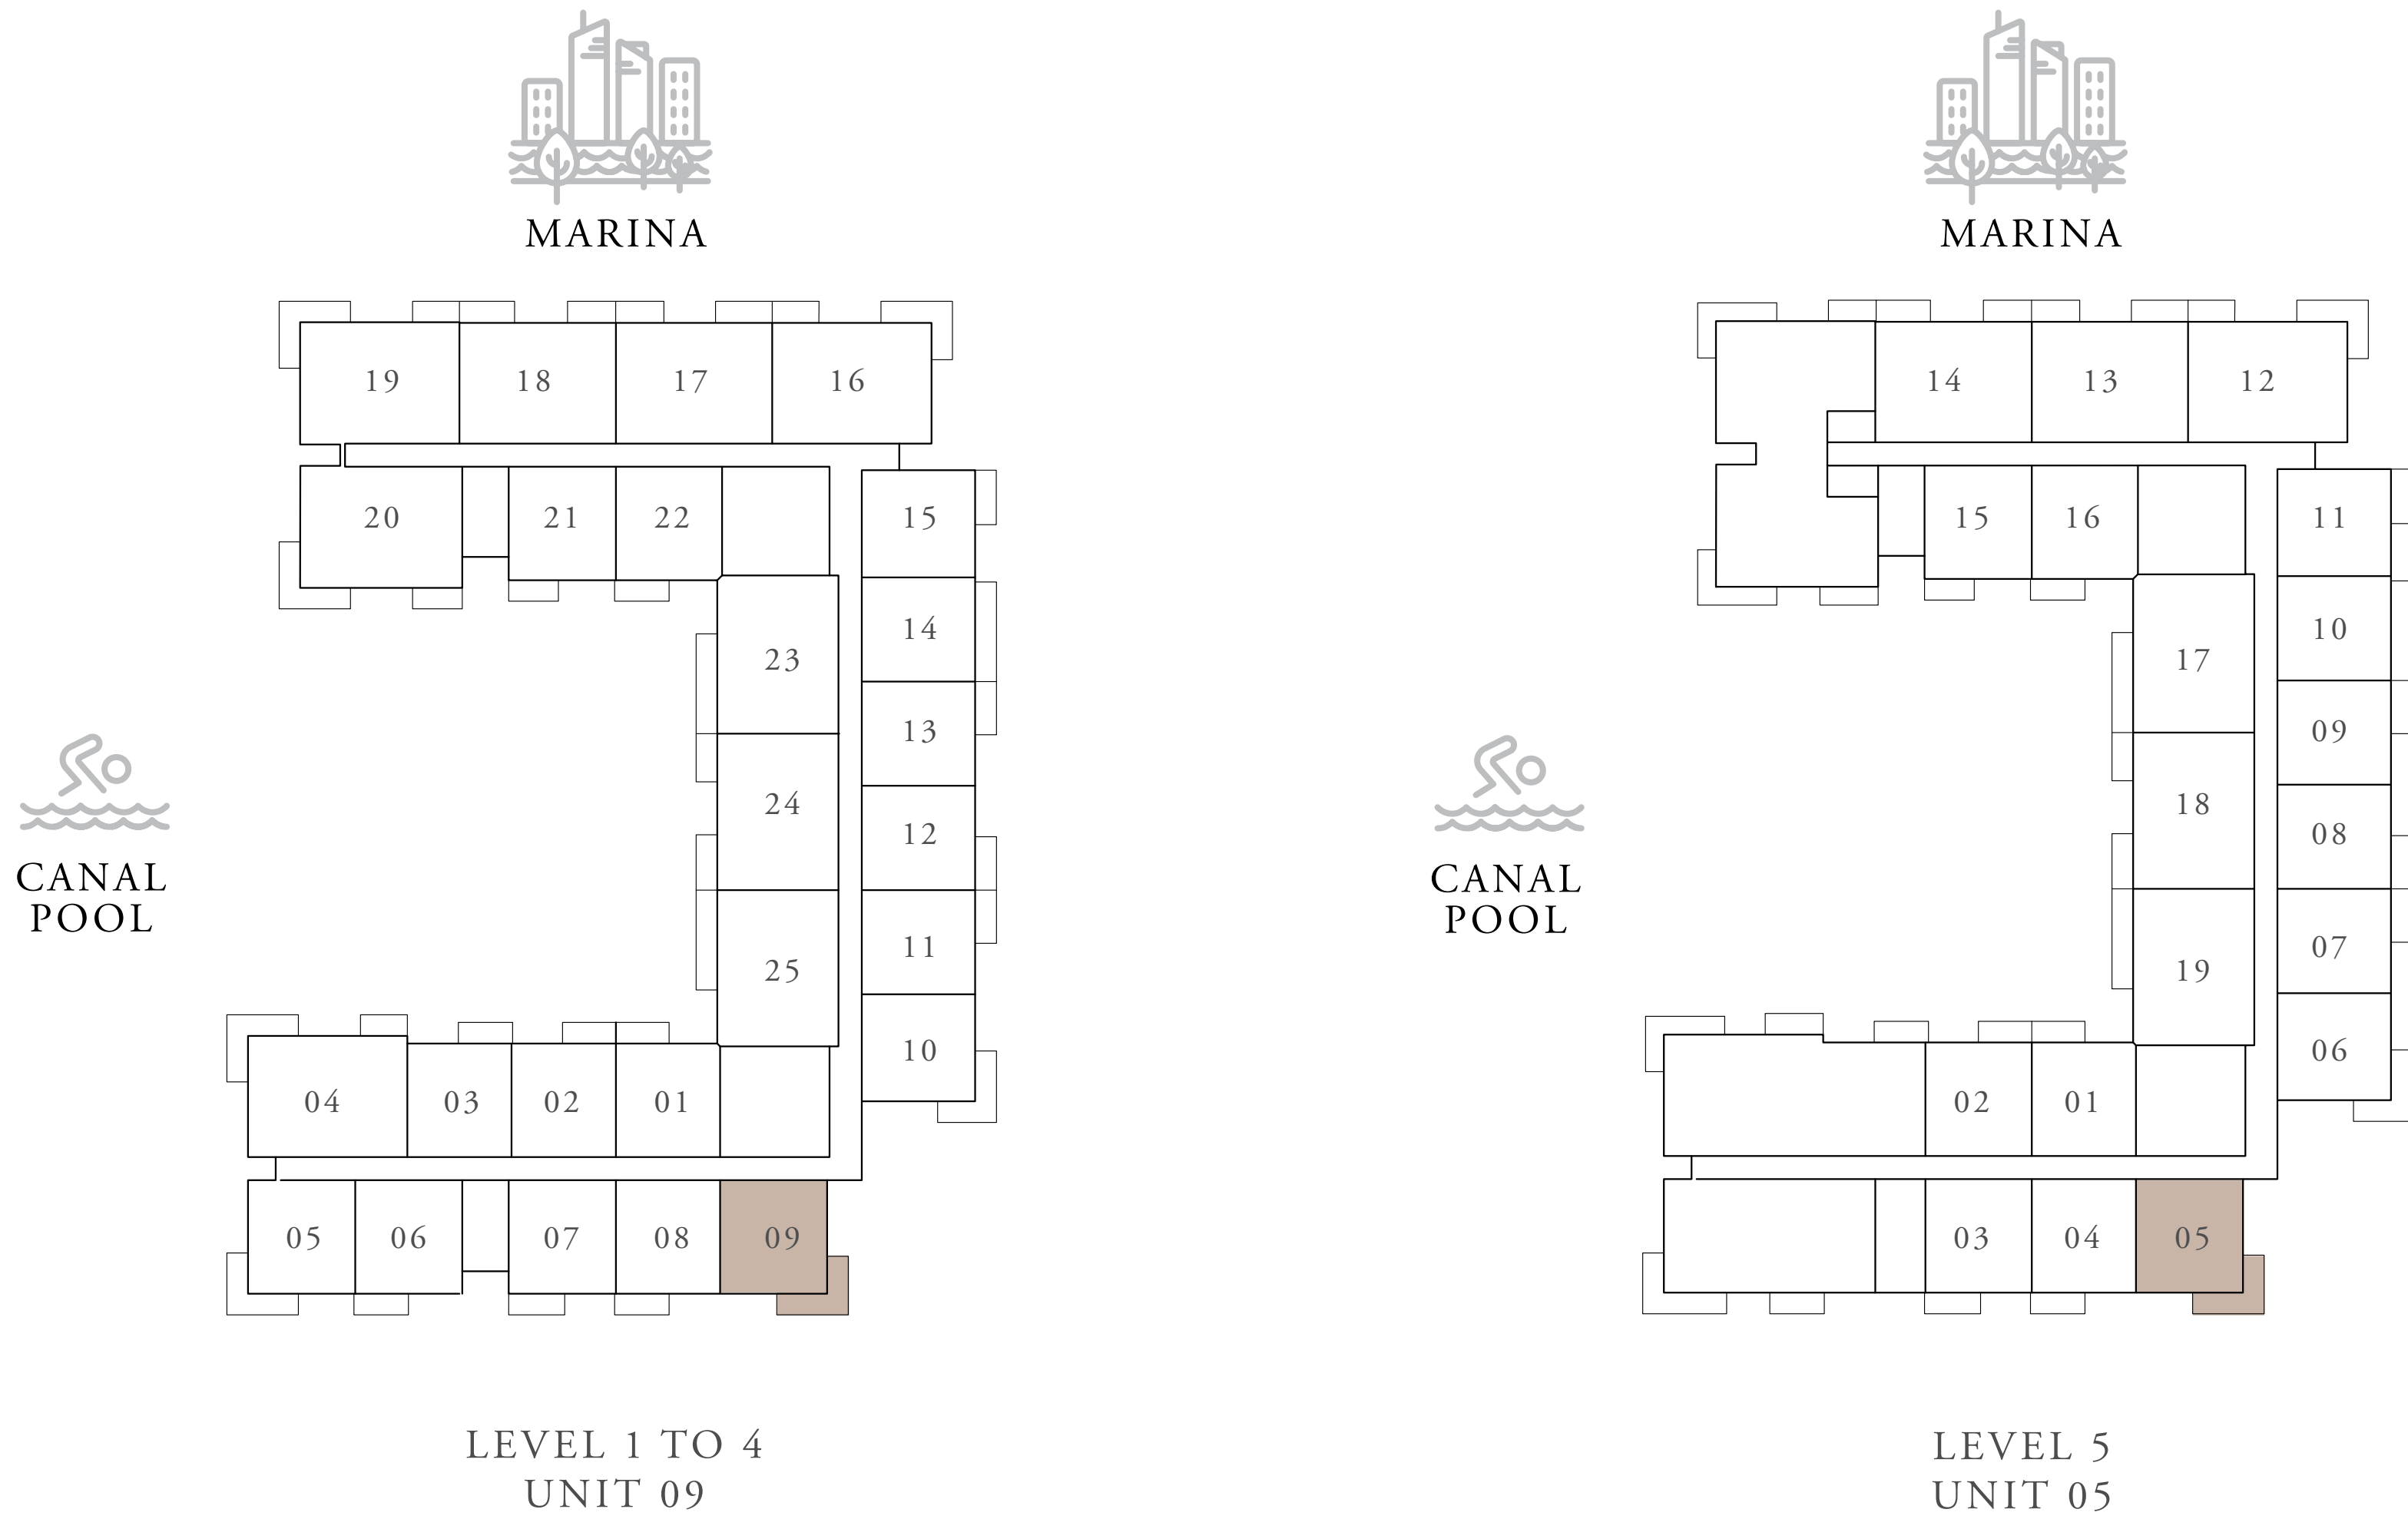 MARINA
19 18 17 16
20 21 22 15
14
23
13
24
12
11
25
10
04 03 02 01
05 06 07 08 09
CANAL
POOL
LEVEL 1 TO 4
UNIT 09
MARINA
14 13 12
15 16 11
10
17
09
18
08
07
19
06
02 01
03 04 05
CANAL
POOL
LEVEL 5
UNIT 05